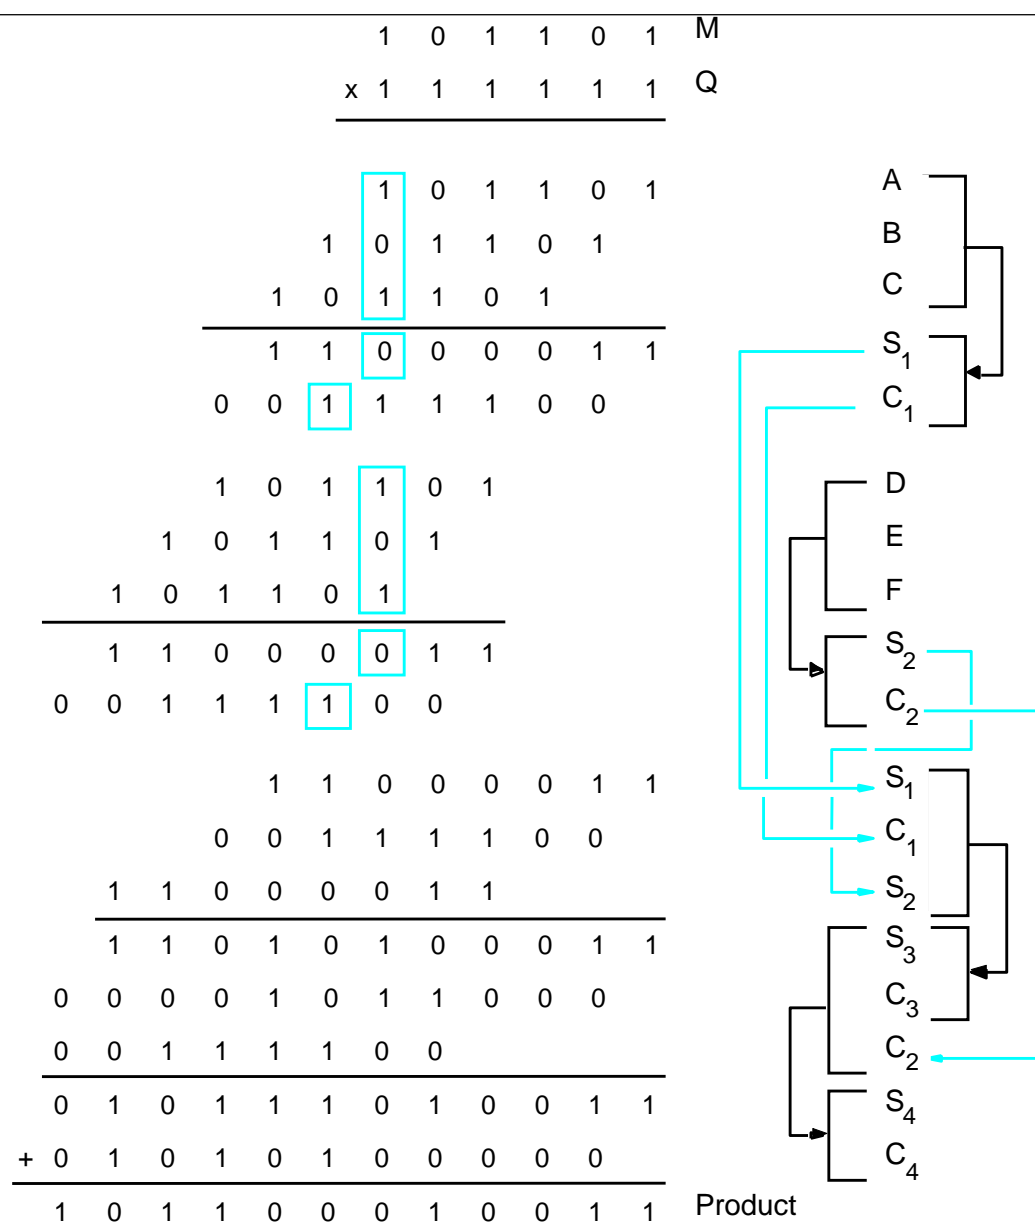 1 0 1 1 0 1 M
x 1 1 1 1 1 1 Q
1 0 1 1 0 1 A
1 0 1 1 0 1 B
1 0 1 1 0 1 C
1 1 0 0 0 0 1 1 S1
0 0 1 1 1 1 0 0 C1
1 0 1 1 0 1 D
1 0 1 1 0 1 E
1 0 1 1 0 1 F
1 1 0 0 0 0 1 1 S2
0 0 1 1 1 1 0 0 C2
1 1 0 0 0 0 1 1 S1
0 0 1 1 1 1 0 0 C1
1 1 0 0 0 0 1 1 S2
1 1 0 1 0 1 0 0 0 1 1 S3
0 0 0 0 1 0 1 1 0 0 0 C3
0 0 1 1 1 1 0 0 C2
0 1 0 1 1 1 0 1 0 0 1 1 S4
+ 0 1 0 1 0 1 0 0 0 0 0 C4
1 0 1 1 0 0 0 1 0 0 1 1 Product